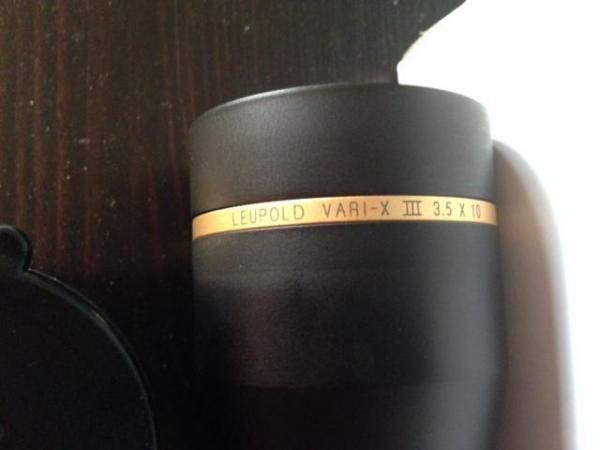 LEUPOLD VARI-X III 3.5 X 10